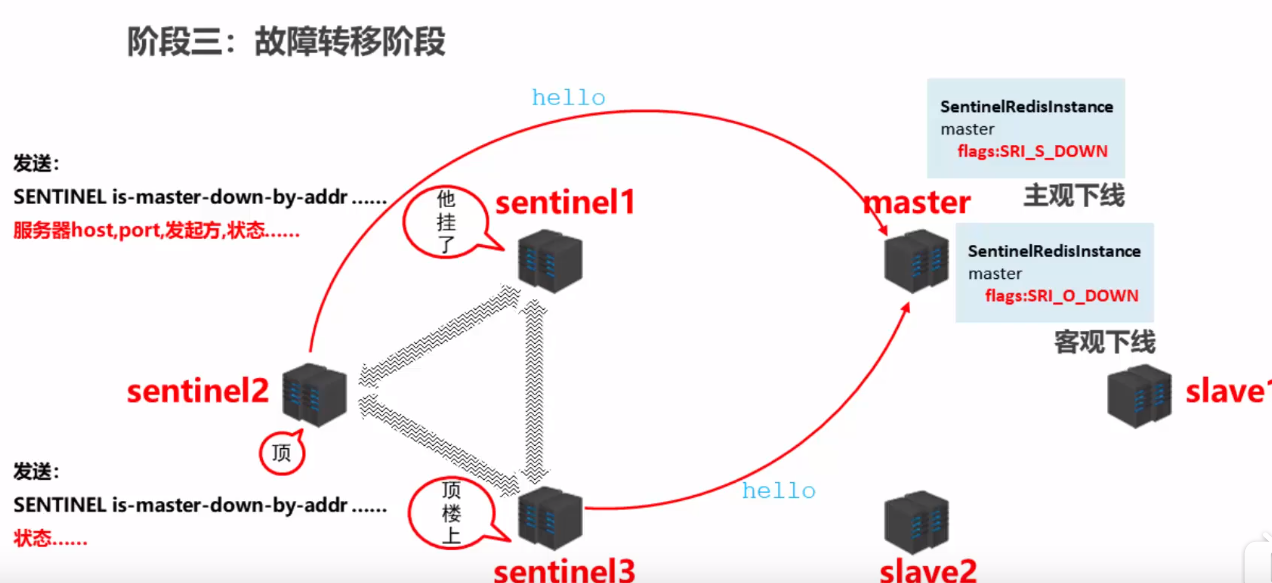 阶段三：故障转移阶段
hello
SentinelRedisInstance
master
flags:SRI_S_DOWN
主观下线
发送：
SENTINEL is-master-down-by-addr ……
服务器host,port,发起方,状态……
他
挂
了
sentinel1
master
SentinelRedisInstance
master
flags:SRI_O_DOWN
客观下线
sentinel2
slave1
顶
发送：
SENTINEL is-master-down-by-addr ……
状态……
顶
楼
上
hello
sentinel3
slave2